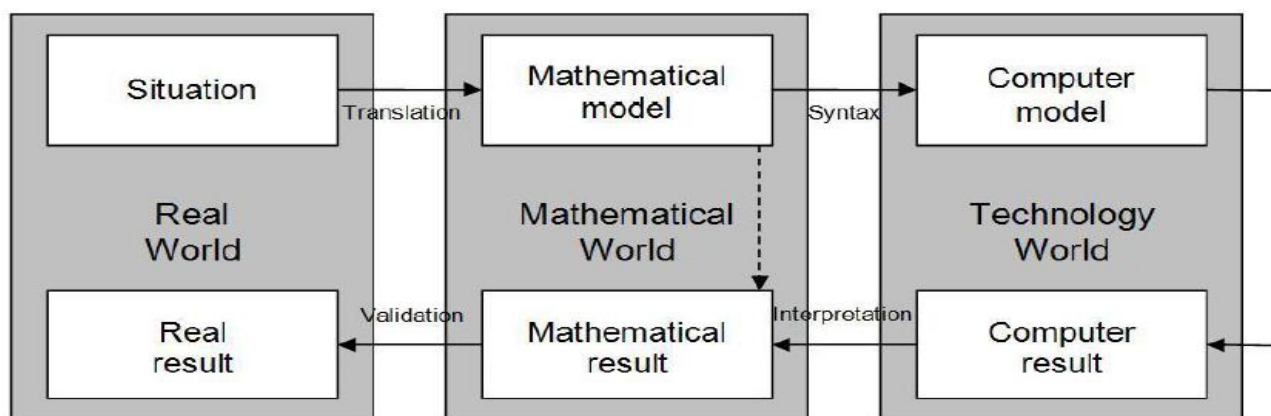 Situation
Translation
Mathematical
model
Syntax
Computer
model
Real
World
Mathematical
World
Technology
World
Real
result
Validation
Mathematical
result
Interpretation
Computer
result